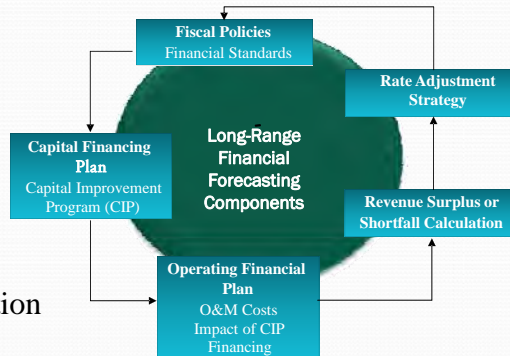 Fiscal Policies
Financial Standards
Rate Adjustment
Strategy
Long-Range
Financial
Forecasting
Components
Capital Financing
Plan
Capital Improvement
Program (CIP)
Revenue Surplus or
Shortfall Calculation
Operating Financial
Plan
O&M Costs
Impact of CIP
Financing
tion